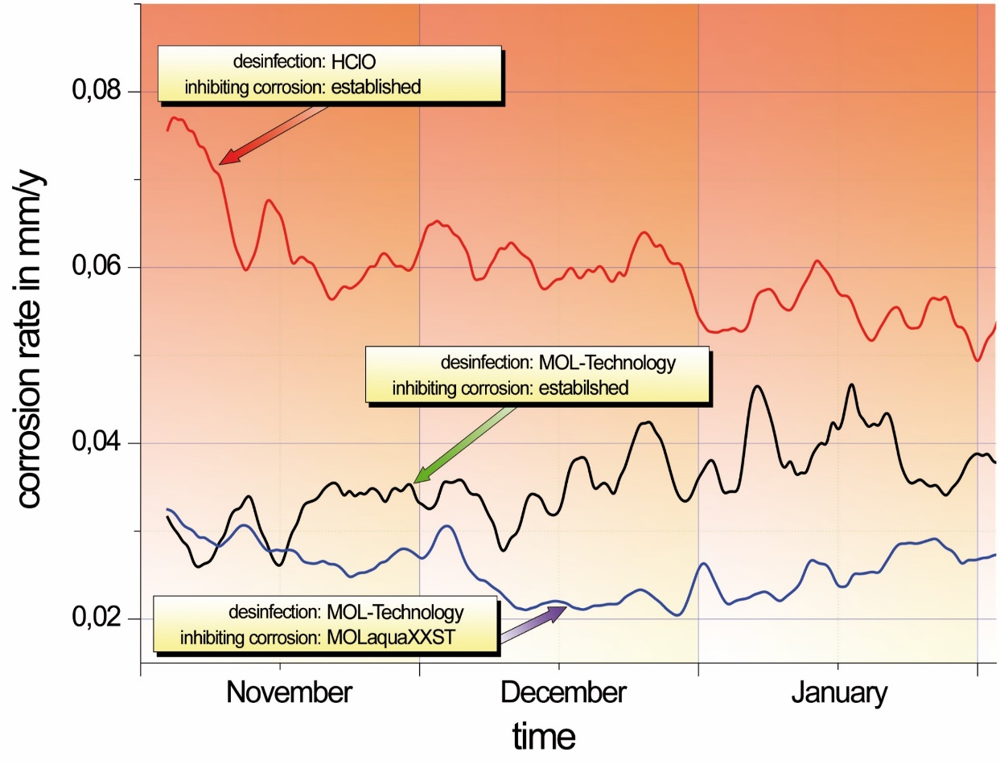 desinfection: HClO
inhibiting corrosion: established
0,08
0,06
0,04
0,02
corrosion rate in mm/y
desinfection: MOL-Technology
inhibiting corrosion: estabilshed
desinfection: MOL-Technology
inhibiting corrosion: MOLaquaXXST
November
December
January
time